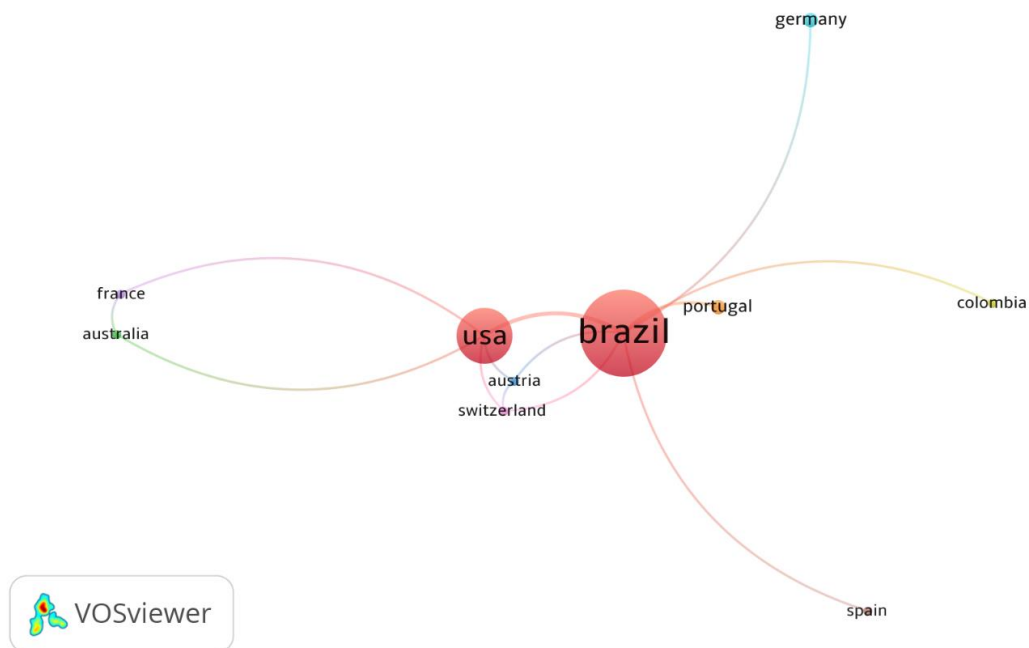 germany
france
colombia
portugal
australia
usa
brazil
austria
switzerland
spain
VOSviewer